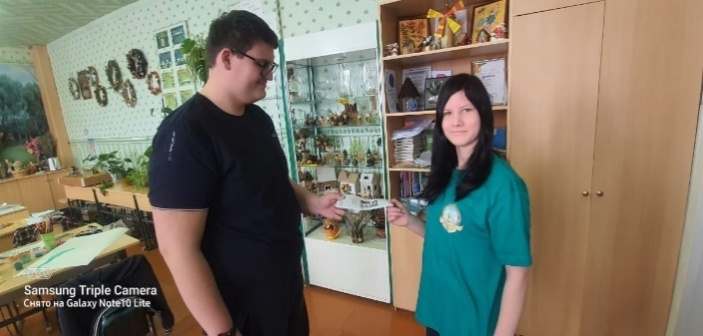 Samsung Triple Camera
Снято на Galaxy Note10 Lite